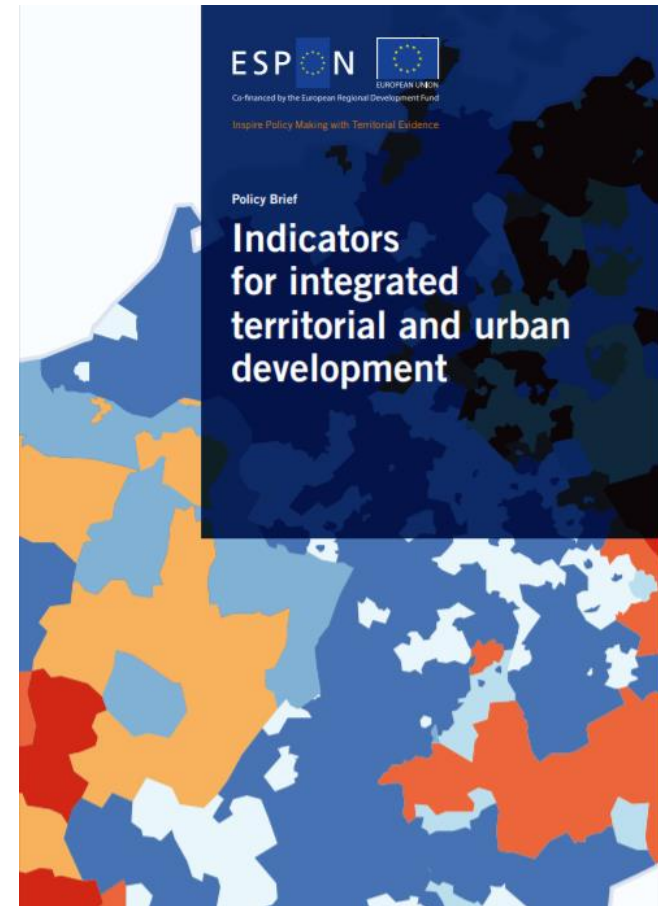 ESPON
EUROPEAN UNION
Co-financed by the European Regional Development Fund
Inspire Policy Making with Territorial Evidence
Policy Brief
Indicators
for integrated
territorial and urban
development